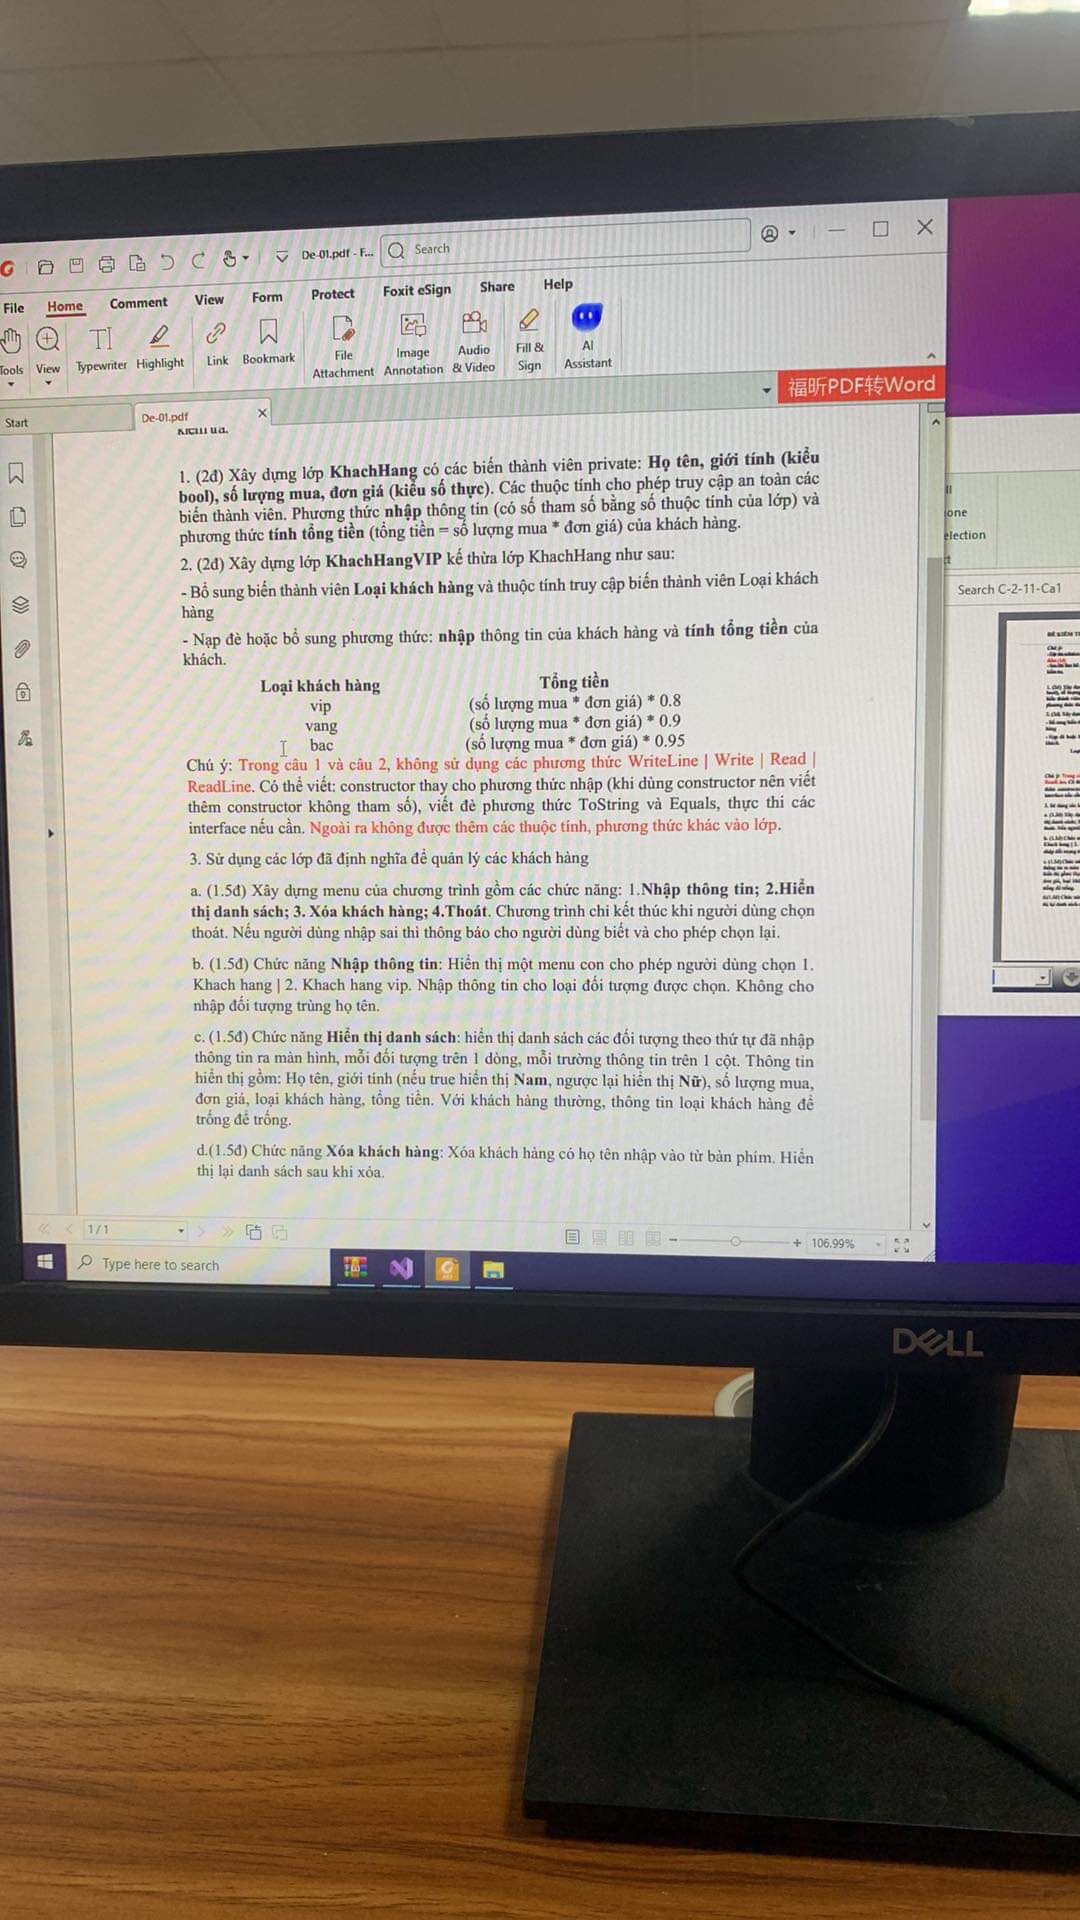 De-01.pdf - F...
Search
File Home Comment View Form Protect Foxit eSign Share Help
Tools
View
Typewriter
Highlight
Link
Bookmark
File Attachment
Image Annotation
Audio & Video
Fill & Sign
AI Assistant
福昕PDF转Word
Start
De-01.pdf
1. (2đ) Xây dựng lớp KhachHang có các biến thành viên private: Họ tên, giới tính (kiểu
bool), số lượng mua, đơn giá (kiểu số thực). Các thuộc tính cho phép truy cập an toàn các
biến thành viên. Phương thức nhập thông tin (có số tham số bằng số thuộc tính của lớp) và
phương thức tính tổng tiền (tổng tiền = số lượng mua * đơn giá) của khách hàng.
2. (2đ) Xây dựng lớp KhachHangVIP kế thừa lớp KhachHang như sau:
- Bổ sung biến thành viên Loại khách hàng và thuộc tính truy cập biến thành viên Loại khách
hàng
- Nạp đè hoặc bổ sung phương thức: nhập thông tin của khách hàng và tính tổng tiền của
khách.
Loại khách hàng Tổng tiền
vip (số lượng mua * đơn giá) * 0.8
vang (số lượng mua * đơn giá) * 0.9
bac (số lượng mua * đơn giá) * 0.95
Chú ý: Trong câu 1 và câu 2, không sử dụng các phương thức WriteLine | Write | Read |
ReadLine. Có thể viết: constructor thay cho phương thức nhập (khi dùng constructor nên viết
thêm constructor không tham số), viết đè phương thức ToString và Equals, thực thi các
interface nếu cần. Ngoài ra không được thêm các thuộc tính, phương thức khác vào lớp.
3. Sử dụng các lớp đã định nghĩa để quản lý các khách hàng
a. (1.5đ) Xây dựng menu của chương trình gồm các chức năng: 1.Nhập thông tin; 2.Hiển
thị danh sách; 3. Xóa khách hàng; 4.Thoát. Chương trình chỉ kết thúc khi người dùng chọn
thoát. Nếu người dùng nhập sai thì thông báo cho người dùng biết và cho phép chọn lại.
b. (1.5đ) Chức năng Nhập thông tin: Hiển thị một menu con cho phép người dùng chọn 1.
Khach hang | 2. Khach hang vip. Nhập thông tin cho loại đối tượng được chọn. Không cho
nhập đối tượng trùng họ tên.
c. (1.5đ) Chức năng Hiển thị danh sách: hiển thị danh sách các đối tượng theo thứ tự đã nhập
thông tin ra màn hình, mỗi đối tượng trên 1 dòng, mỗi trường thông tin trên 1 cột. Thông tin
hiển thị gồm: Họ tên, giới tính (nếu true hiển thị Nam, ngược lại hiển thị Nữ), số lượng mua,
đơn giá, loại khách hàng, tổng tiền. Với khách hàng thường, thông tin loại khách hàng để
trống để trống.
d.(1.5đ) Chức năng Xóa khách hàng: Xóa khách hàng có họ tên nhập vào từ bàn phím. Hiển
thị lại danh sách sau khi xóa.
1 / 1
106.99%
Type here to search
one
election
Search C-2-11-Ca1
DELL